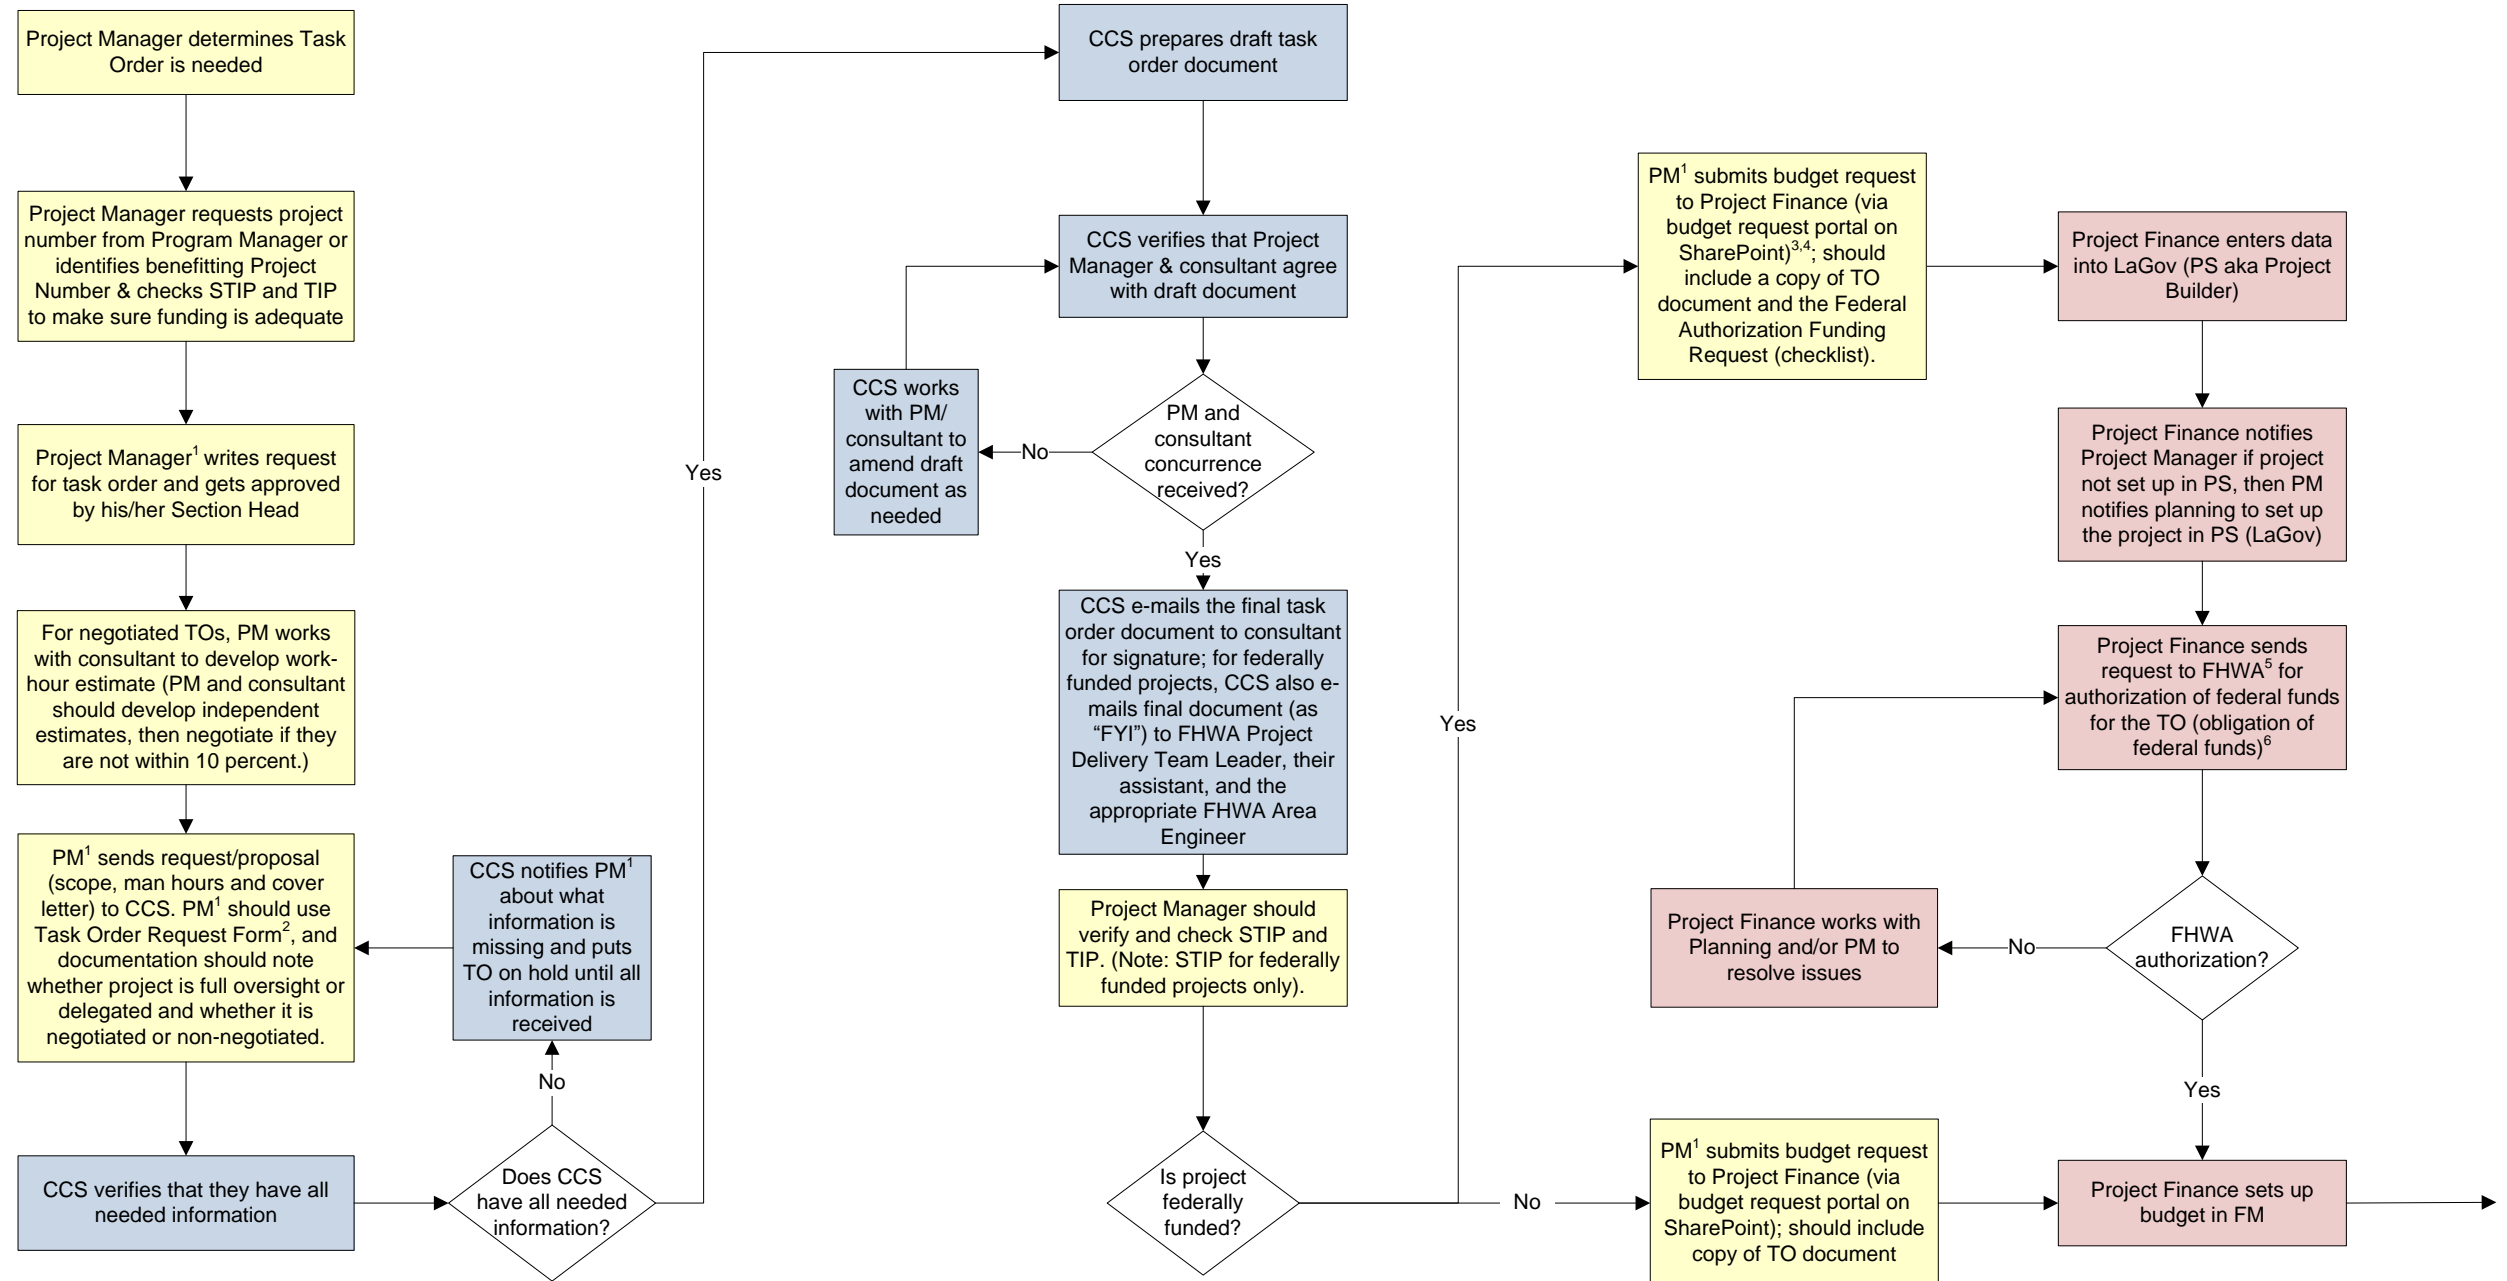 Project Manager determines Task
Order is needed
Project Manager requests project
number from Program Manager or
identifies benefitting Project
Number & checks STIP and TIP
to make sure funding is adequate
Project Manager¹ writes request
for task order and gets approved
by his/her Section Head
For negotiated TOs, PM works
with consultant to develop work-
hour estimate (PM and consultant
should develop independent
estimates, then negotiate if they
are not within 10 percent.)
PM¹ sends request/proposal
(scope, man hours and cover
letter) to CCS. PM¹ should use
Task Order Request Form², and
documentation should note
whether project is full oversight or
delegated and whether it is
negotiated or non-negotiated.
CCS verifies that they have all
needed information
Does CCS
have all needed
information?
No
CCS notifies PM¹
about what
information is
missing and puts
TO on hold until all
information is
received
Yes
CCS prepares draft task
order document
CCS verifies that Project
Manager & consultant agree
with draft document
PM and
consultant
concurrence
received?
No
CCS works
with PM/
consultant to
amend draft
document as
needed
Yes
CCS e-mails the final task
order document to consultant
for signature; for federally
funded projects, CCS also e-
mails final document (as
“FYI”) to FHWA Project
Delivery Team Leader, their
assistant, and the
appropriate FHWA Area
Engineer
Project Manager should
verify and check STIP and
TIP. (Note: STIP for federally
funded projects only).
Is project
federally
funded?
Yes
PM¹ submits budget request
to Project Finance (via
budget request portal on
SharePoint)³,⁴; should
include a copy of TO
document and the Federal
Authorization Funding
Request (checklist).
Project Finance enters data
into LaGov (PS aka Project
Builder)
Project Finance notifies
Project Manager if project
not set up in PS, then PM
notifies planning to set up
the project in PS (LaGov)
Project Finance sends
request to FHWA⁵ for
authorization of federal funds
for the TO (obligation of
federal funds)⁶
FHWA
authorization?
No
Project Finance works with
Planning and/or PM to
resolve issues
Yes
No
PM¹ submits budget request
to Project Finance (via
budget request portal on
SharePoint); should include
copy of TO document
Project Finance sets up
budget in FM